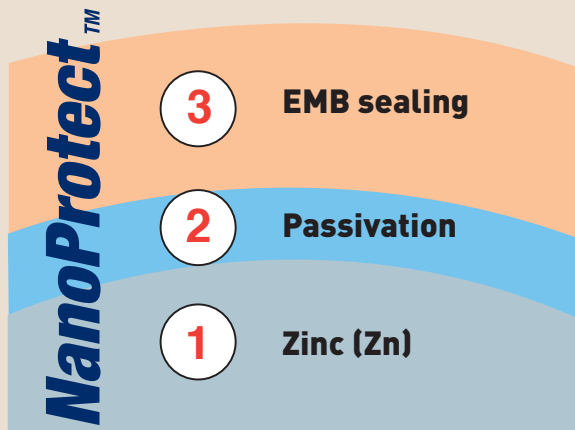 NanoProtect™
3 EMB sealing
2 Passivation
1 Zinc (Zn)